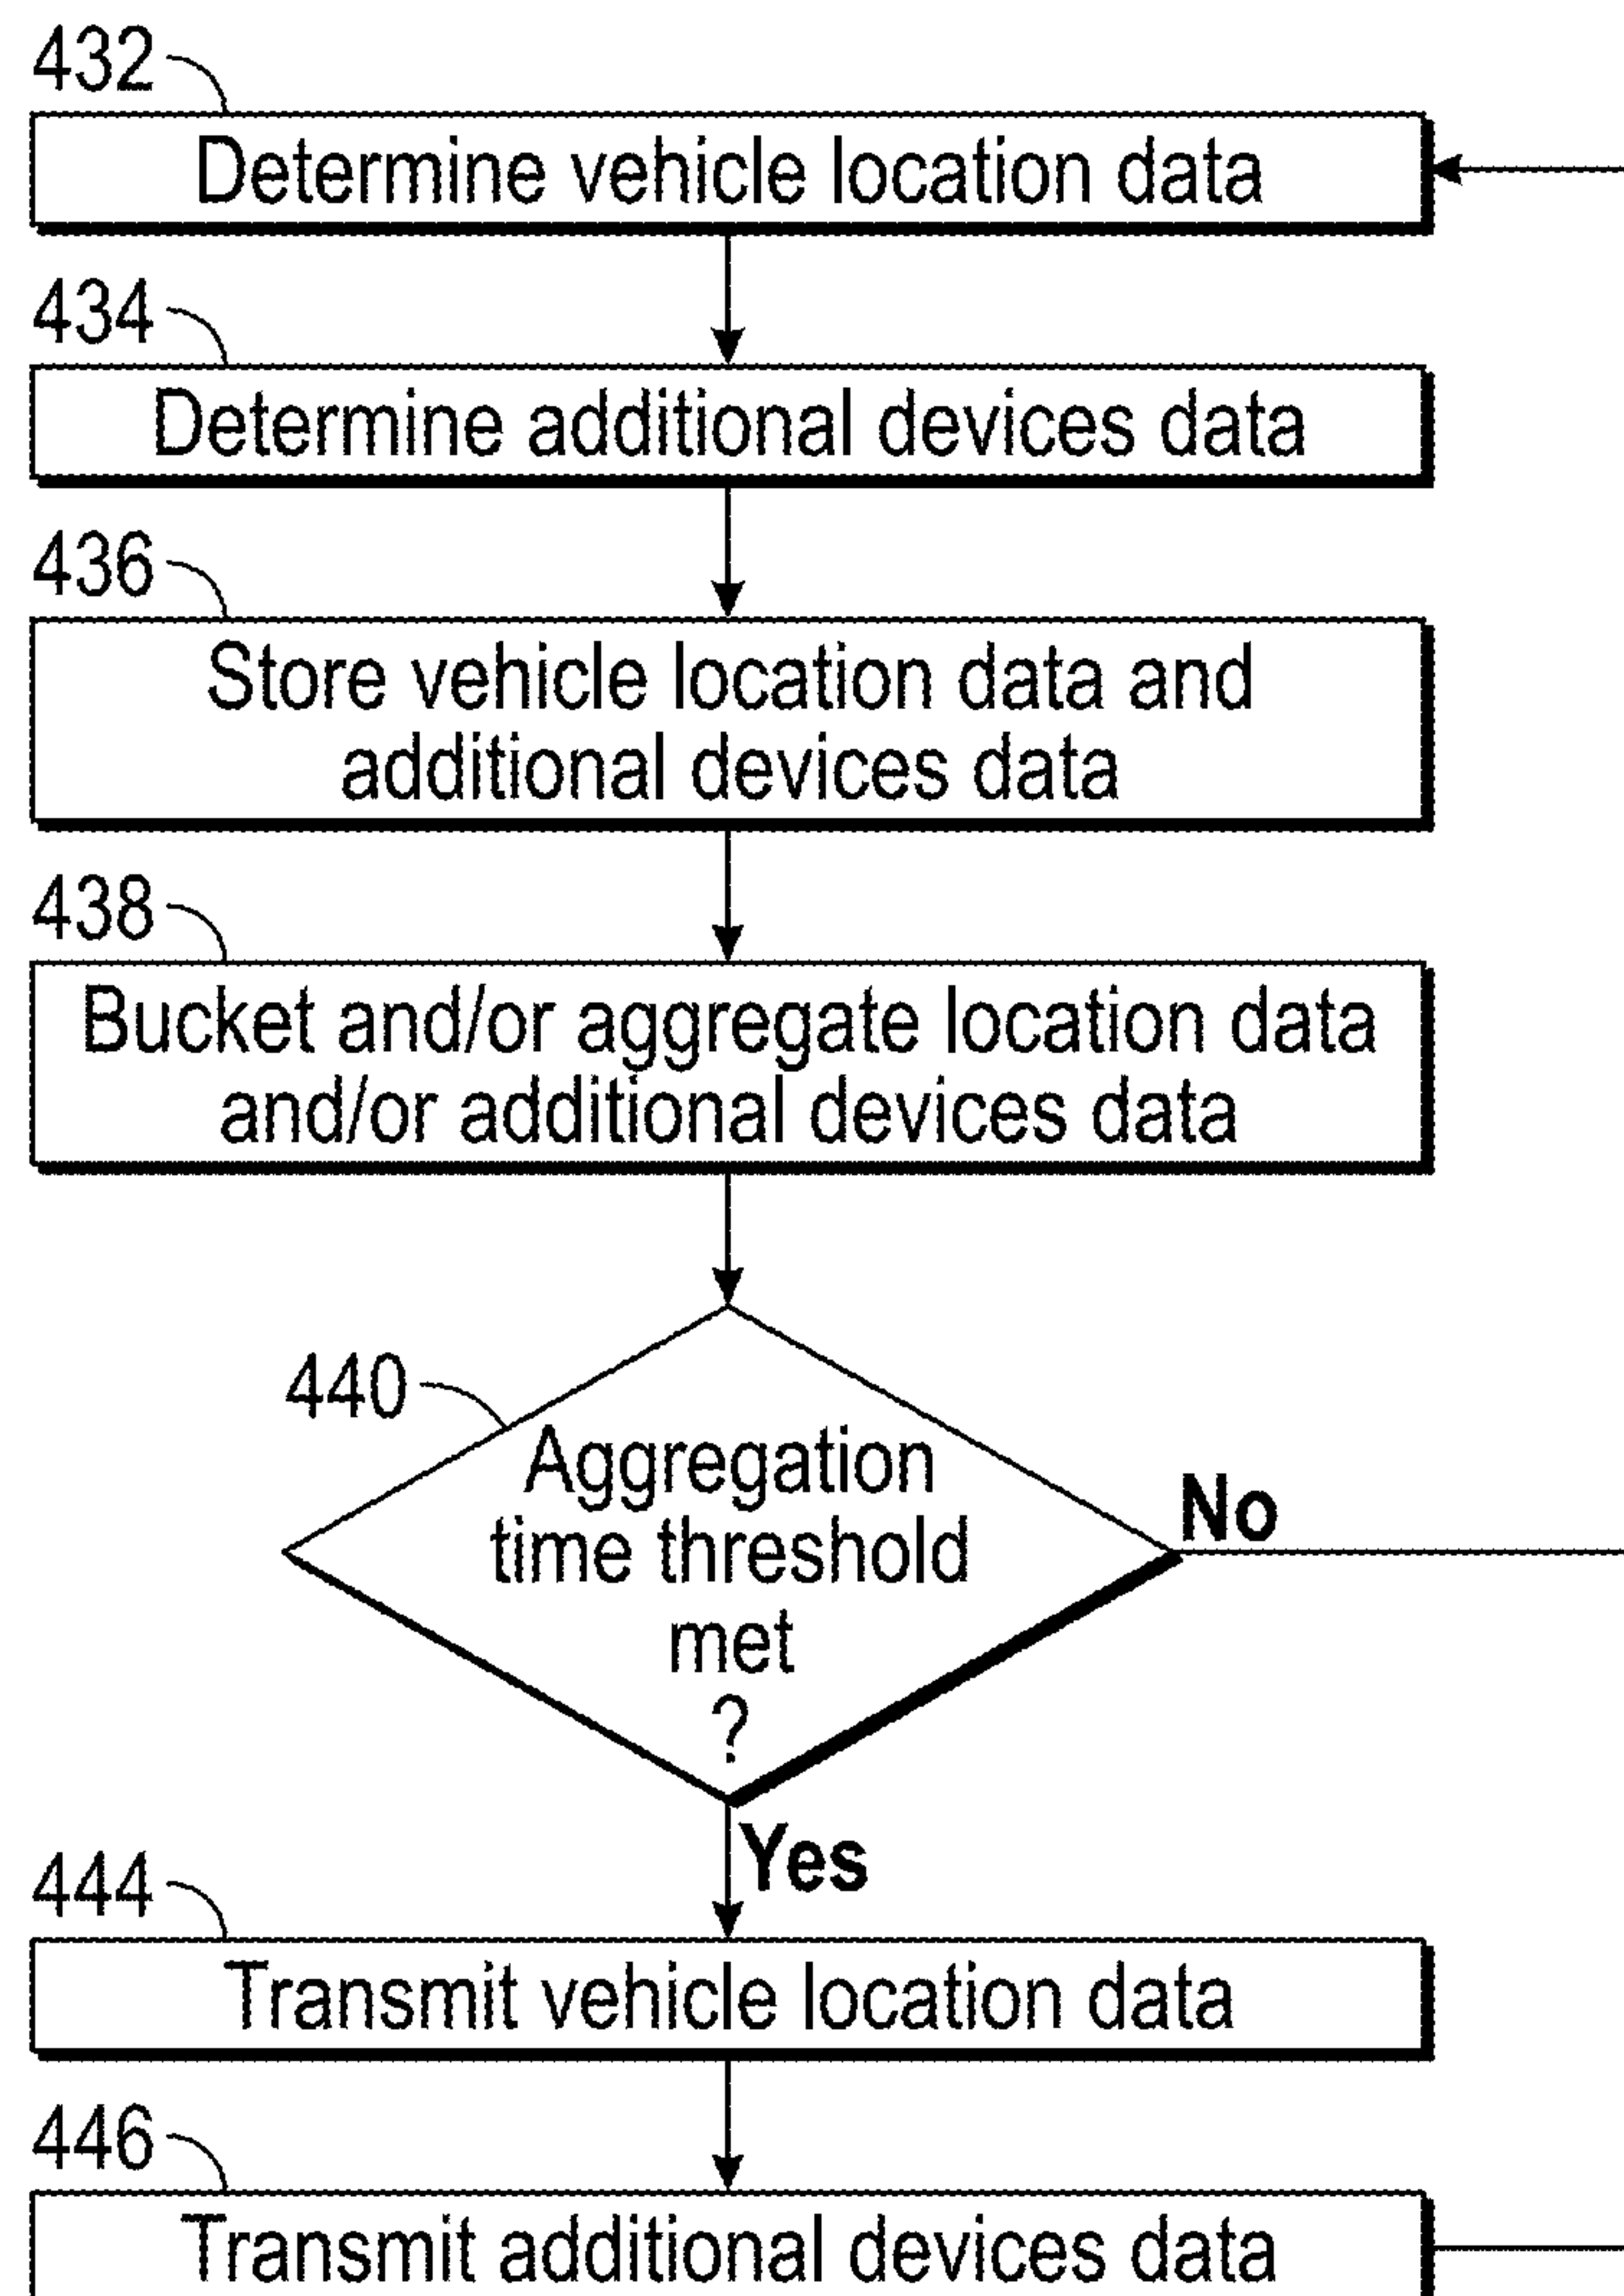 432
Determine vehicle location data
434
Determine additional devices data
436
Store vehicle location data and
additional devices data
438
Bucket and/or aggregate location data
and/or additional devices data
440
Aggregation
time threshold
met
?
No
Yes
444
Transmit vehicle location data
446
Transmit additional devices data